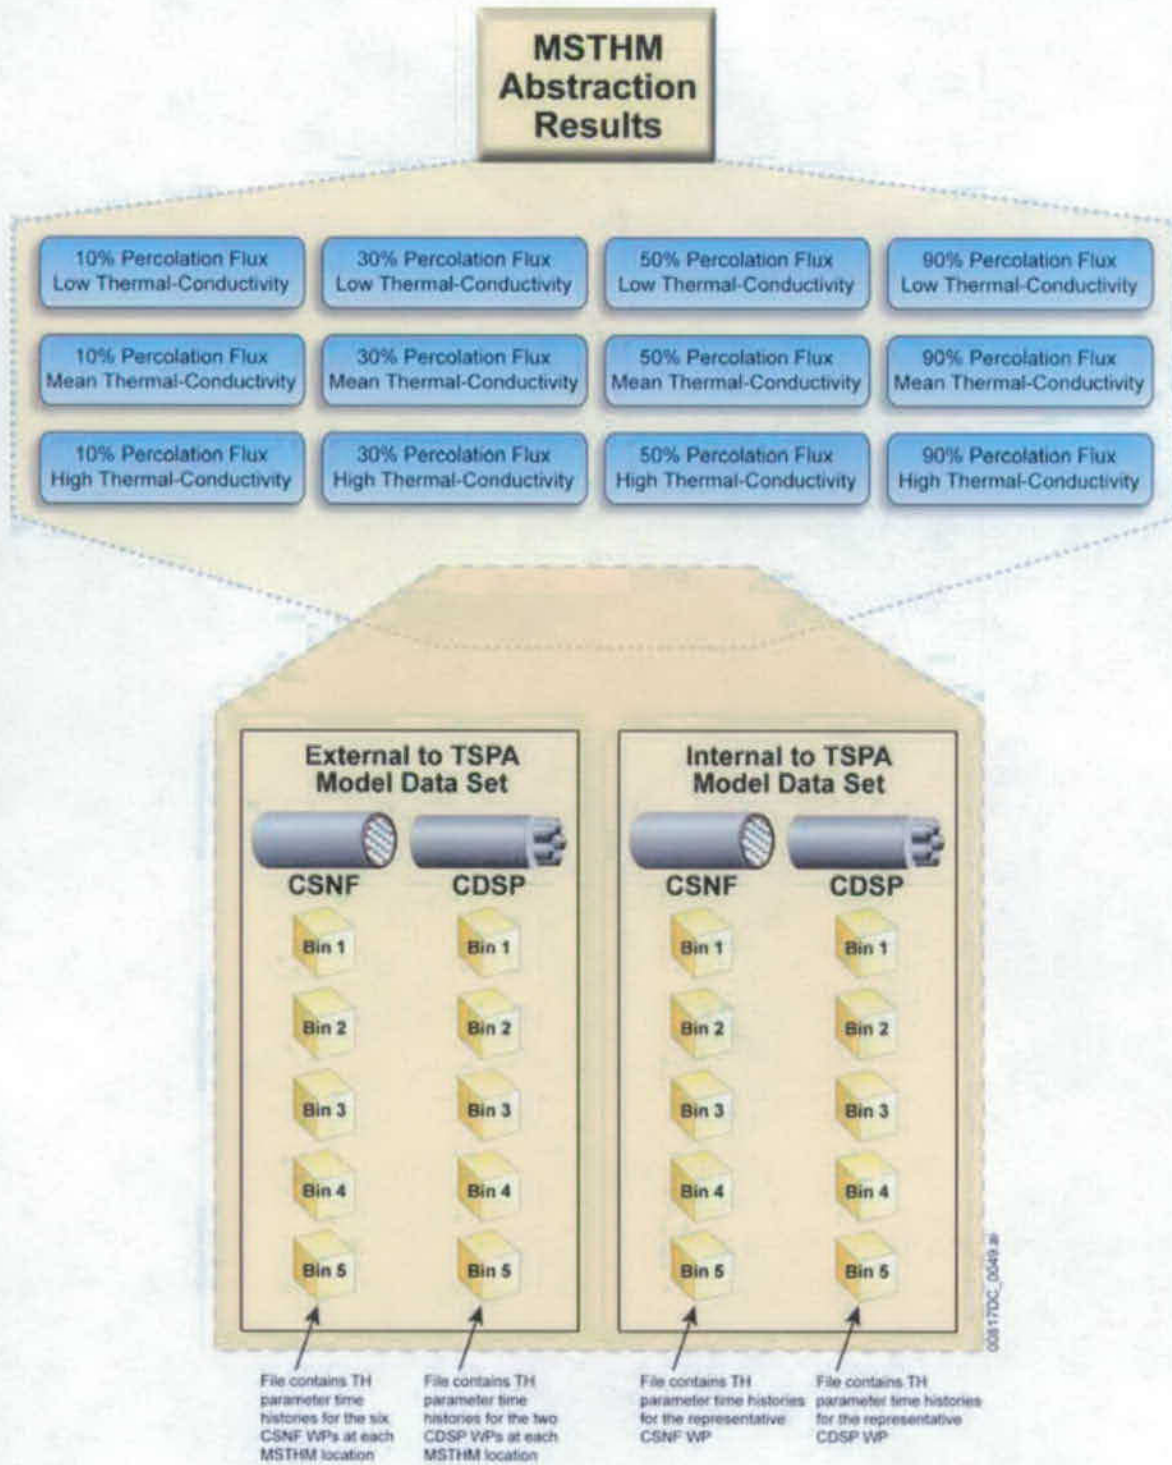 MSTHM
Abstraction
Results
10% Percolation Flux
Low Thermal-Conductivity
30% Percolation Flux
Low Thermal-Conductivity
50% Percolation Flux
Low Thermal-Conductivity
90% Percolation Flux
Low Thermal-Conductivity
10% Percolation Flux
Mean Thermal-Conductivity
30% Percolation Flux
Mean Thermal-Conductivity
50% Percolation Flux
Mean Thermal-Conductivity
90% Percolation Flux
Mean Thermal-Conductivity
10% Percolation Flux
High Thermal-Conductivity
30% Percolation Flux
High Thermal-Conductivity
50% Percolation Flux
High Thermal-Conductivity
90% Percolation Flux
High Thermal-Conductivity
External to TSPA
Model Data Set
CSNF
CDSP
Bin 1
Bin 1
Bin 2
Bin 2
Bin 3
Bin 3
Bin 4
Bin 4
Bin 5
Bin 5
Internal to TSPA
Model Data Set
CSNF
CDSP
Bin 1
Bin 1
Bin 2
Bin 2
Bin 3
Bin 3
Bin 4
Bin 4
Bin 5
Bin 5
00817DC_0049.ai
File contains TH
parameter time
histories for the six
CSNF WPs at each
MSTHM location
File contains TH
parameter time
histories for the two
CDSP WPs at each
MSTHM location
File contains TH
parameter time histories
for the representative
CSNF WP
File contains TH
parameter time histories
for the representative
CDSP WP